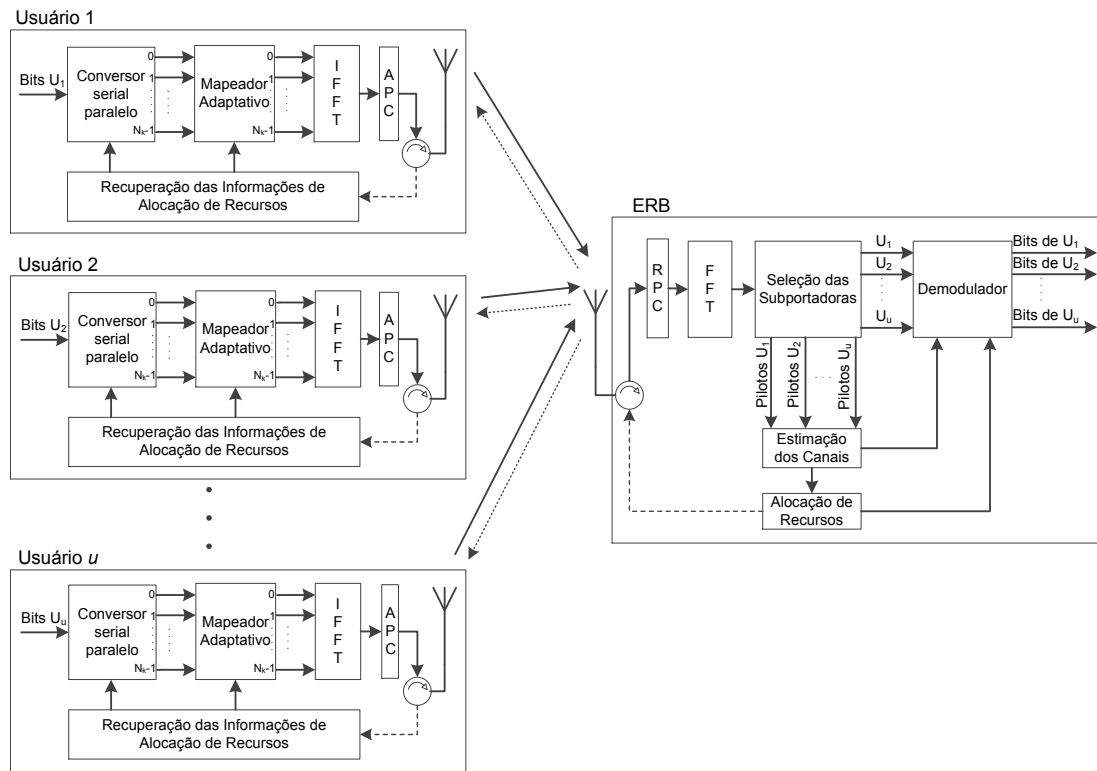 Usuário 1
Bits U1
Conversor
serial
paralelo
0
1
Nk-1
Mapeador
Adaptativo
0
1
Nk-1
I
F
F
T
A
P
C
Recuperação das Informações de
Alocação de Recursos
Usuário 2
Bits U2
Conversor
serial
paralelo
0
1
Nk-1
Mapeador
Adaptativo
0
1
Nk-1
I
F
F
T
A
P
C
Recuperação das Informações de
Alocação de Recursos
Usuário u
Bits Uu
Conversor
serial
paralelo
0
1
Nk-1
Mapeador
Adaptativo
0
1
Nk-1
I
F
F
T
A
P
C
Recuperação das Informações de
Alocação de Recursos
ERB
R
P
C
F
F
T
Seleção das
Subportadoras
U1
U2
Uu
Demodulador
Bits de U1
Bits de U2
Bits de Uu
Pilotos U1
Pilotos U2
Pilotos Uu
Estimação
dos Canais
Alocação de
Recursos